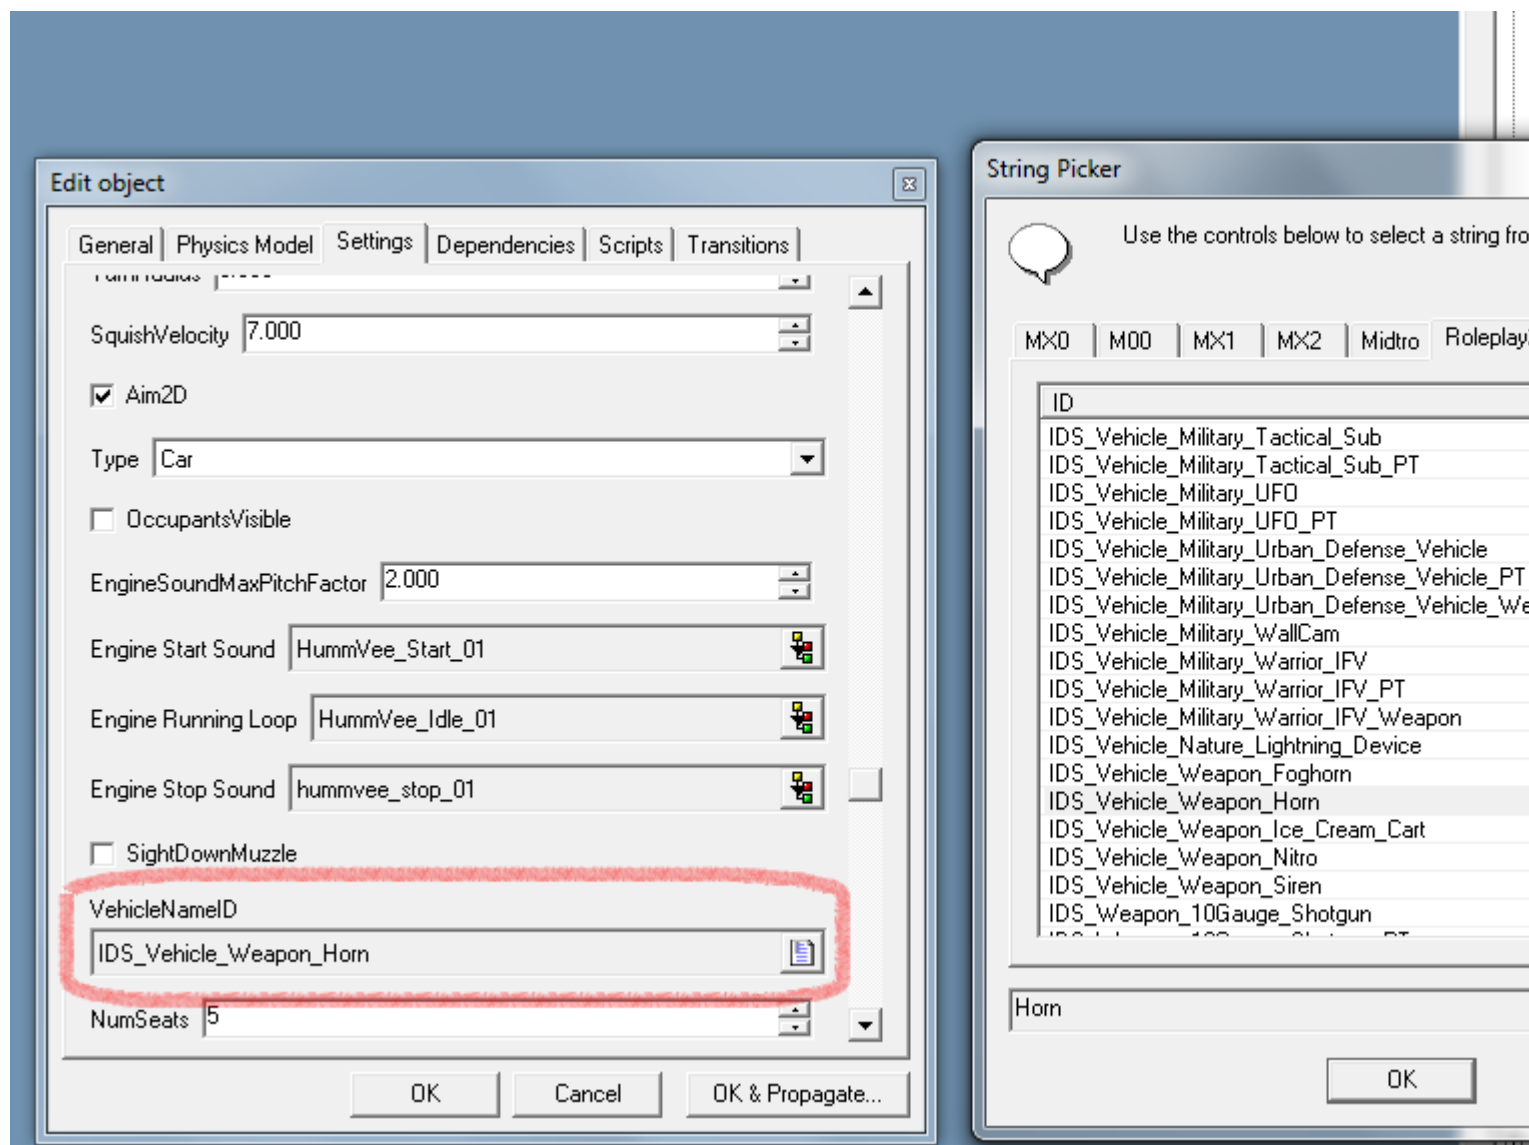 Edit object
General Physics Model Settings Dependencies Scripts Transitions
SquishVelocity 7.000
Aim2D
Type Car
OccupantsVisible
EngineSoundMaxPitchFactor 2.000
Engine Start Sound HummVee_Start_01
Engine Running Loop HummVee_Idle_01
Engine Stop Sound hummvee_stop_01
SightDownMuzzle
VehicleNameID
IDS_Vehicle_Weapon_Horn
NumSeats 5
OK Cancel OK & Propagate...
String Picker
Use the controls below to select a string fro
MX0 M00 MX1 MX2 Midtro Roleplay
ID
IDS_Vehicle_Military_Tactical_Sub
IDS_Vehicle_Military_Tactical_Sub_PT
IDS_Vehicle_Military_UFO
IDS_Vehicle_Military_UFO_PT
IDS_Vehicle_Military_Urban_Defense_Vehicle
IDS_Vehicle_Military_Urban_Defense_Vehicle_PT
IDS_Vehicle_Military_Urban_Defense_Vehicle_We
IDS_Vehicle_Military_WallCam
IDS_Vehicle_Military_Warrior_IFV
IDS_Vehicle_Military_Warrior_IFV_PT
IDS_Vehicle_Military_Warrior_IFV_Weapon
IDS_Vehicle_Nature_Lightning_Device
IDS_Vehicle_Weapon_Foghorn
IDS_Vehicle_Weapon_Horn
IDS_Vehicle_Weapon_Ice_Cream_Cart
IDS_Vehicle_Weapon_Nitro
IDS_Vehicle_Weapon_Siren
IDS_Weapon_10Gauge_Shotgun
Horn
OK